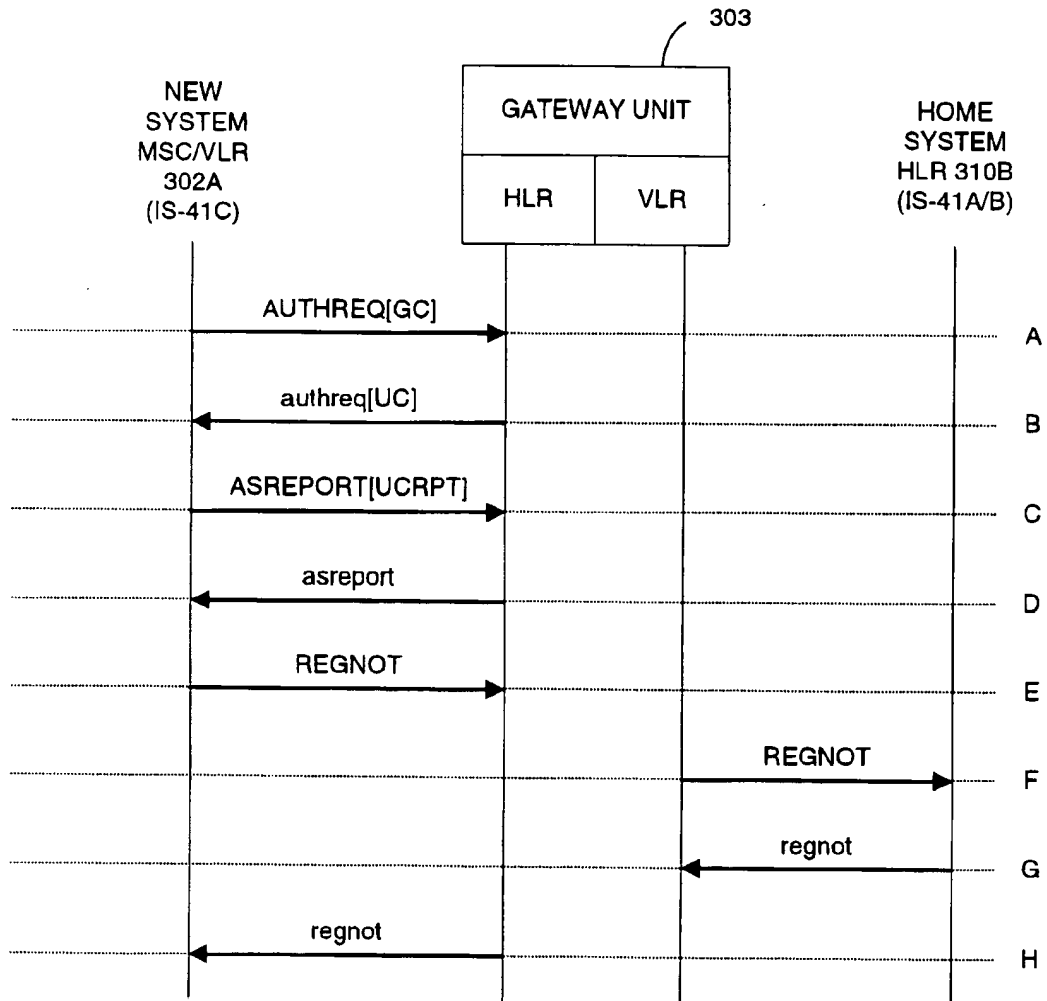 303
NEW
SYSTEM
MSC/VLR
302A
(IS-41C)
GATEWAY UNIT
HLR
VLR
HOME
SYSTEM
HLR 310B
(IS-41A/B)
AUTHREQ[GC]
A
authreq[UC]
B
ASREPORT[UCRPT]
C
asreport
D
REGNOT
E
REGNOT
F
regnot
G
regnot
H